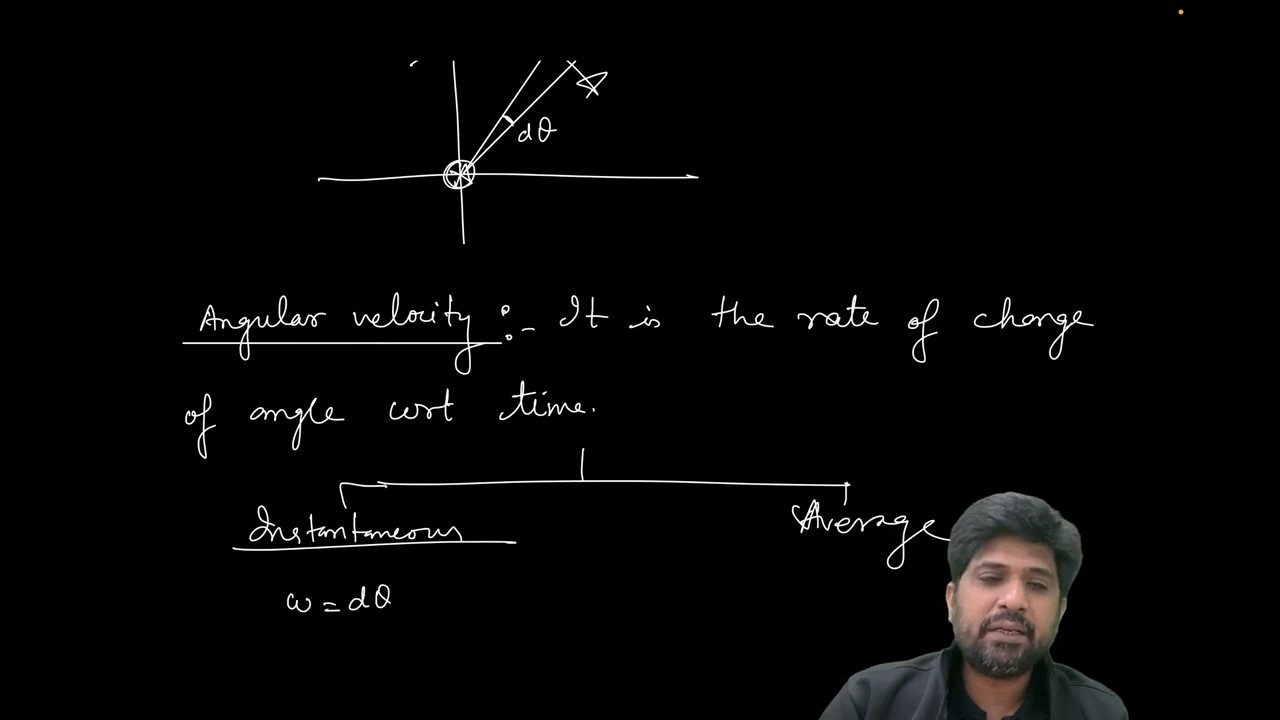 dθ
Angular velocity :- It is the rate of change
of angle wrt time.
Instantaneous
Average
ω = dθ